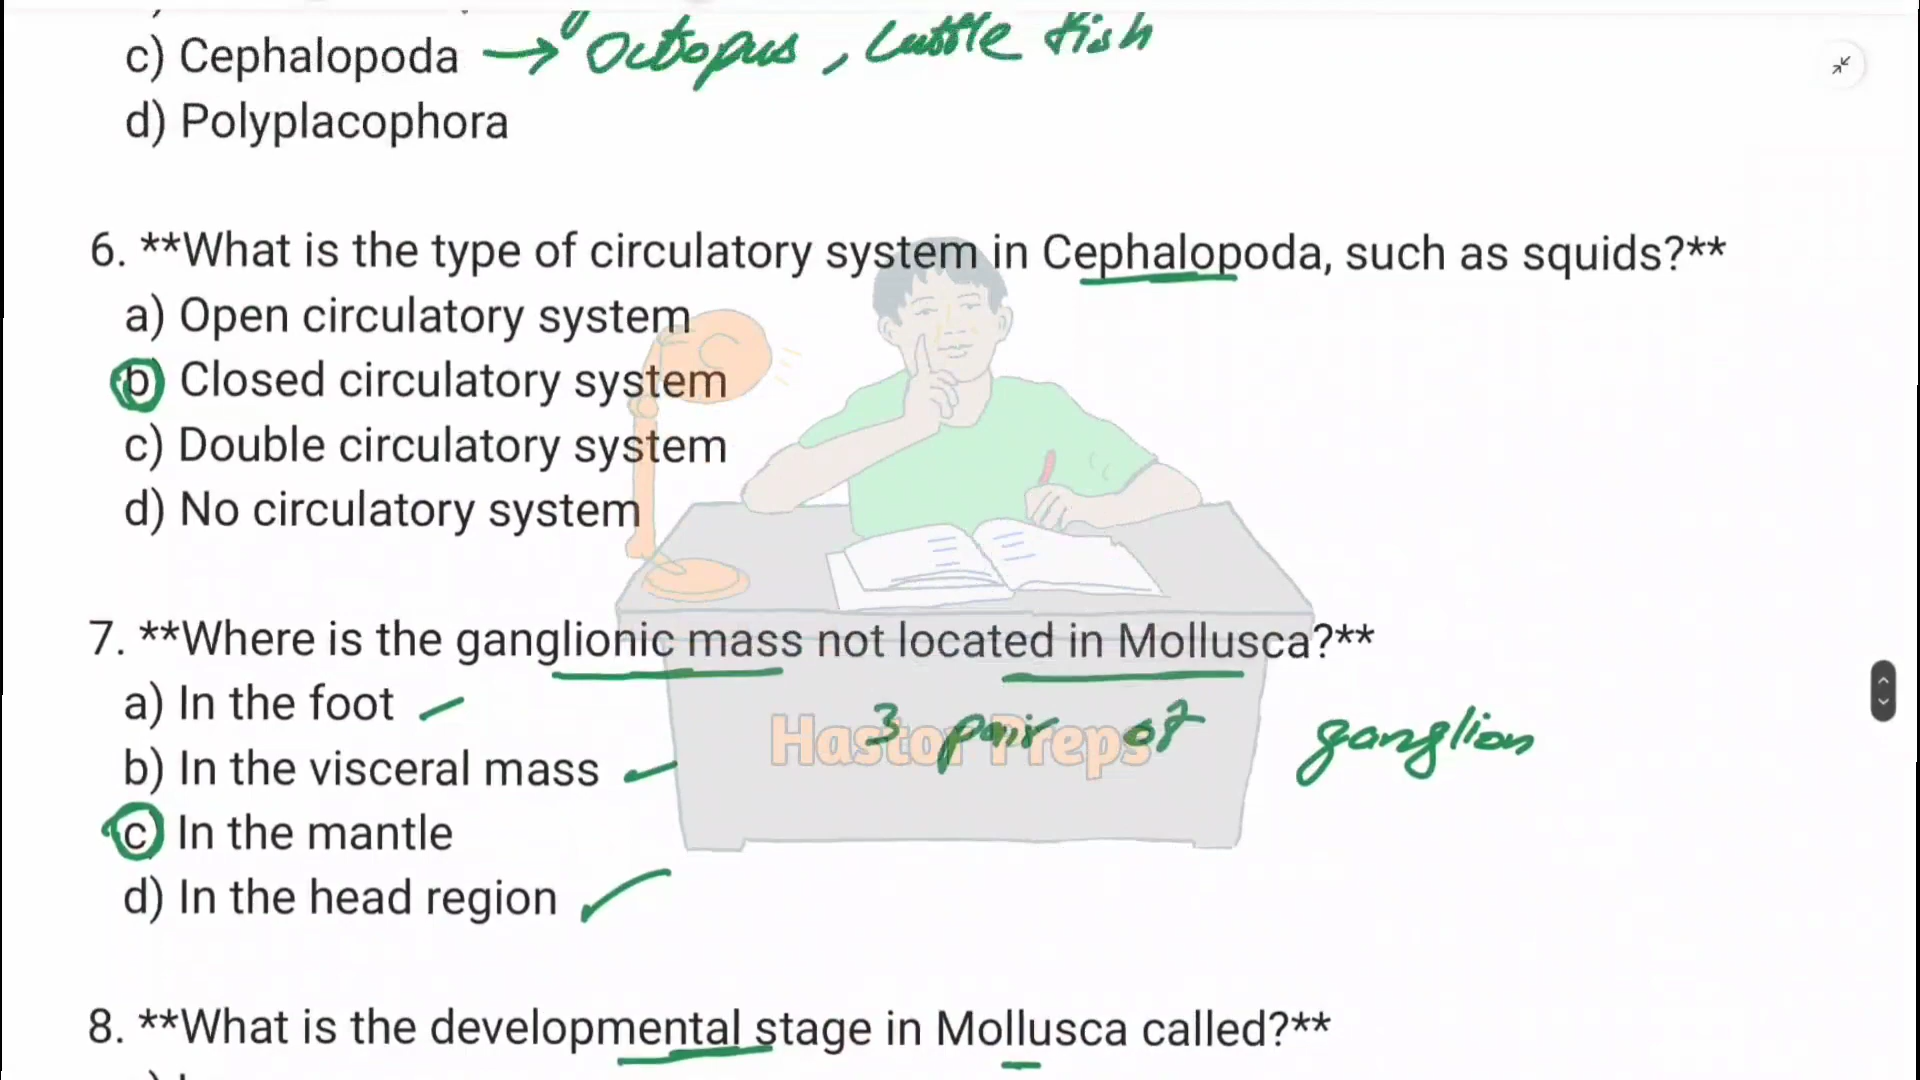 c) Cephalopoda → Octopus, Cuttle fish
d) Polyplacophora
6. **What is the type of circulatory system in Cephalopoda, such as squids?**
a) Open circulatory system
b) Closed circulatory system
c) Double circulatory system
d) No circulatory system
7. **Where is the ganglionic mass not located in Mollusca?**
a) In the foot
3 pair of ganglion
Hastor Preps
b) In the visceral mass
c) In the mantle
d) In the head region
8. **What is the developmental stage in Mollusca called?**